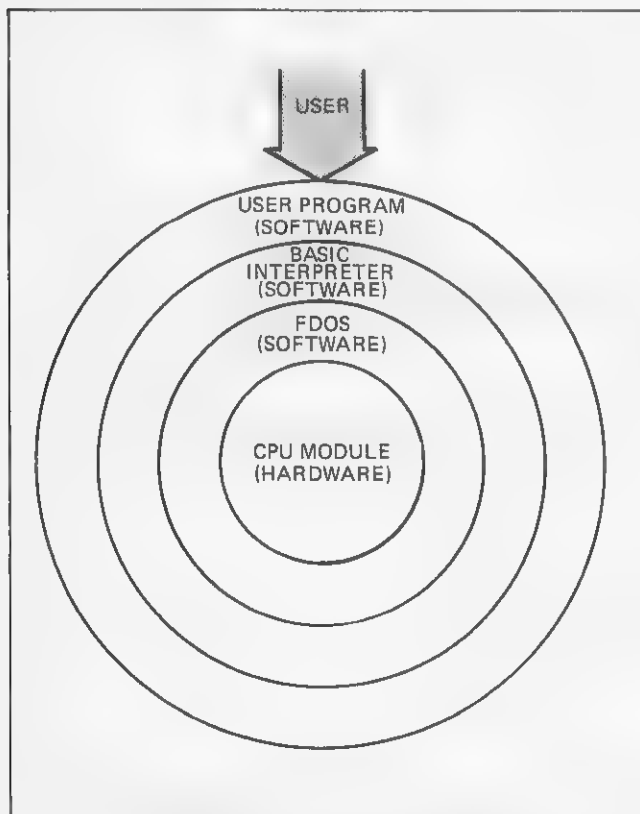 USER
USER PROGRAM
(SOFTWARE)
BASIC
INTERPRETER
(SOFTWARE)
FDOS
(SOFTWARE)
CPU MODULE
(HARDWARE)